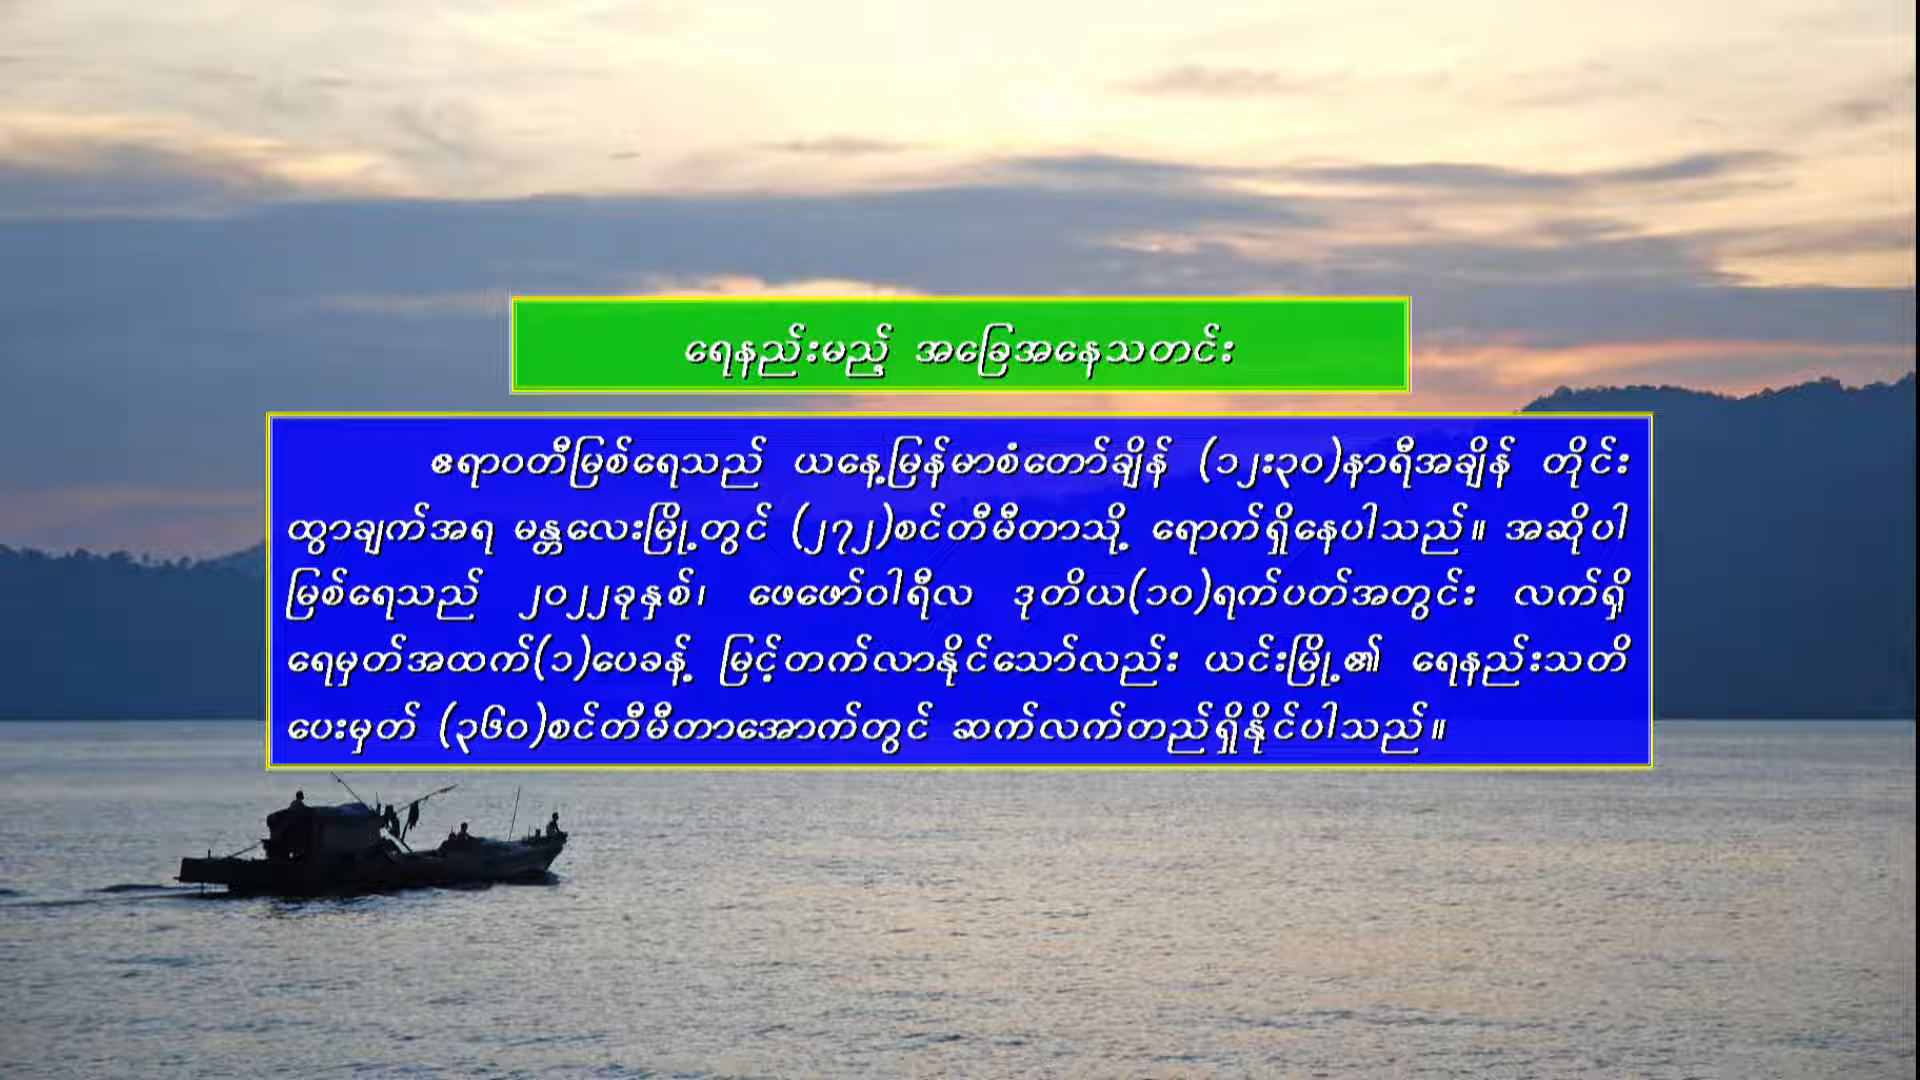 ရေနည်းမည့် အခြေအနေသတင်း
ဧရာဝတီမြစ်ရေသည် ယနေ့မြန်မာစံတော်ချိန် (၁၂း၃၀)နာရီအချိန် တိုင်း
ထွာချက်အရ မန္တလေးမြို့တွင် (၂၇၂)စင်တီမီတာသို့ ရောက်ရှိနေပါသည်။ အဆိုပါ
မြစ်ရေသည် ၂၀၂၂ခုနှစ်၊ ဖေဖော်ဝါရီလ ဒုတိယ(၁၀)ရက်ပတ်အတွင်း လက်ရှိ
ရေမှတ်အထက်(၁)ပေခန့် မြင့်တက်လာနိုင်သော်လည်း ယင်းမြို့၏ ရေနည်းသတိ
ပေးမှတ် (၃၆၀)စင်တီမီတာအောက်တွင် ဆက်လက်တည်ရှိနိုင်ပါသည်။